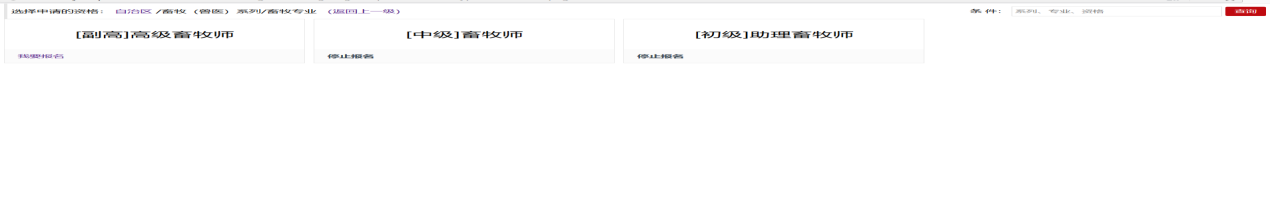 选择申请的资格： 自治区 /畜牧（兽医）系列/畜牧专业 （返回上一级） 条 件： 系列、专业、资格 查询
[副高]高级畜牧师 [中级]畜牧师 [初级]助理畜牧师
我要报名 停止报名 停止报名